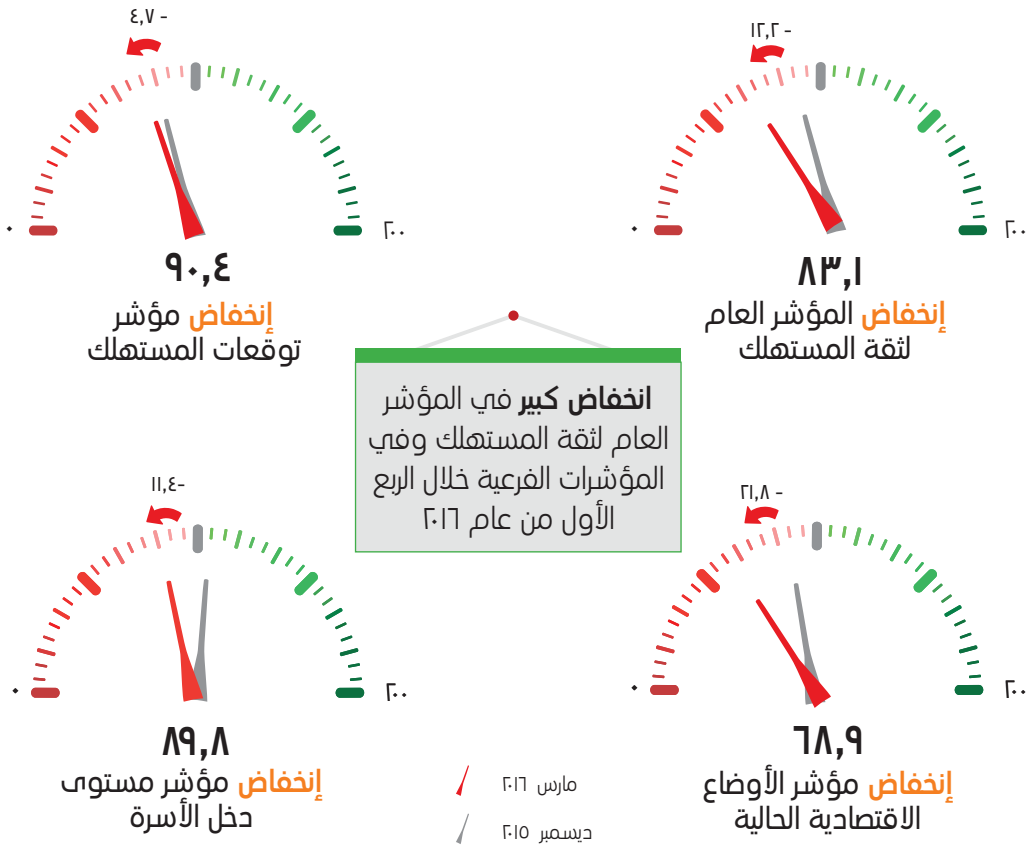 - ١٢,٢
٢٠٠
٠
٨٣,١
إنخفاض المؤشر العام
لثقة المستهلك
- ٤,٧
٢٠٠
٠
٩٠,٤
إنخفاض مؤشر
توقعات المستهلك
انخفاض كبير في المؤشر
العام لثقة المستهلك وفي
المؤشرات الفرعية خلال الربع
الأول من عام ٢٠١٦
- ٢١,٨
٢٠٠
٠
٦٨,٩
إنخفاض مؤشر الأوضاع
الاقتصادية الحالية
-١١,٤
٢٠٠
٠
٨٩,٨
إنخفاض مؤشر مستوى
دخل الأسرة
مارس ٢٠١٦
ديسمبر ٢٠١٥